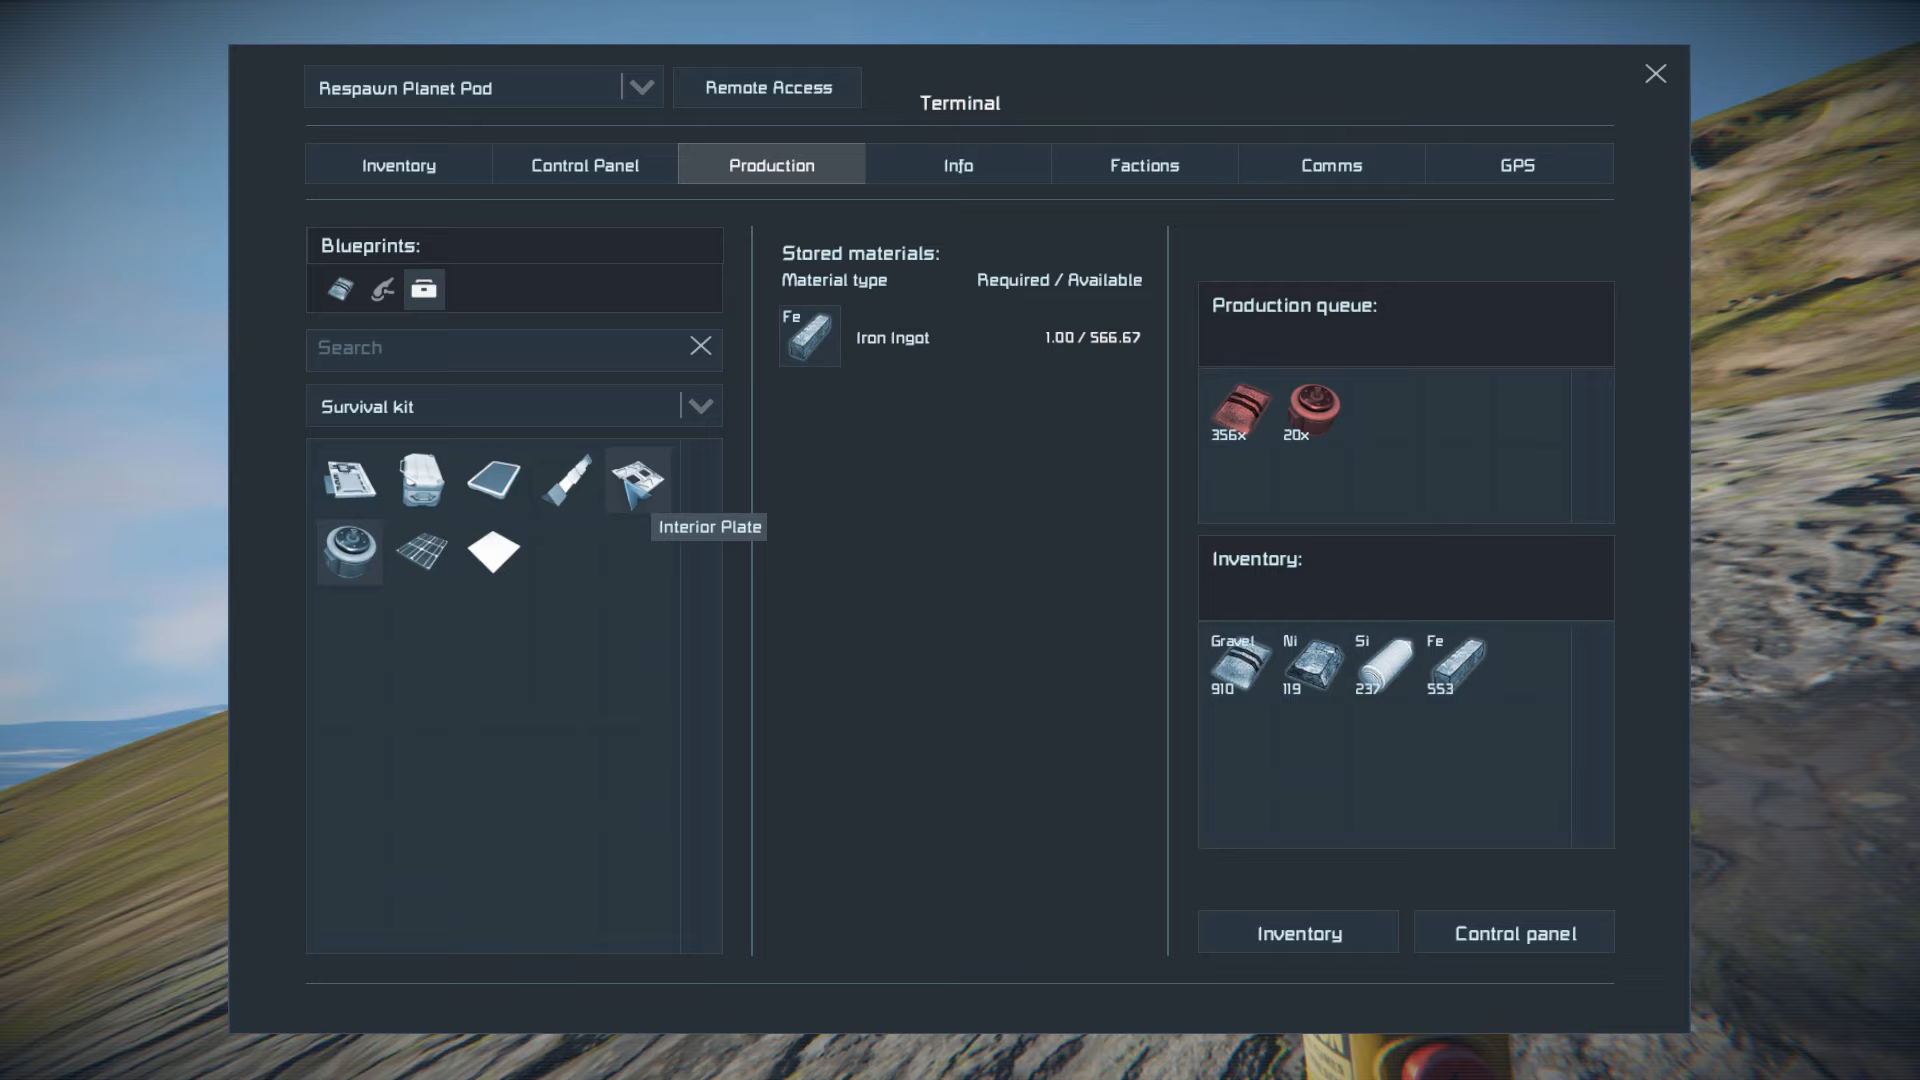 Respawn Planet Pod
Remote Access
Terminal
Inventory
Control Panel
Production
Info
Factions
Comms
GPS
Blueprints:
Search
Survival kit
Interior Plate
Stored materials:
Material type
Required / Available
Fe
Iron Ingot
1.00 / 566.67
Production queue:
356x
20x
Inventory:
Gravel
Ni
Si
Fe
910
119
237
553
Inventory
Control panel